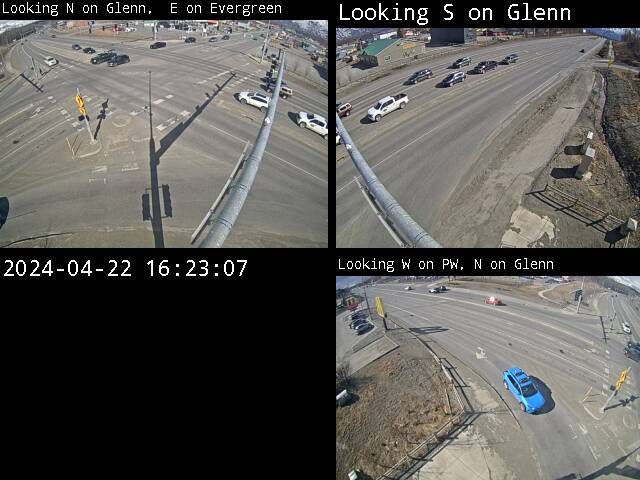 Looking N on Glenn,  E on Evergreen
Looking S on Glenn
2024-04-22 16:23:07
Looking W on PW, N on Glenn